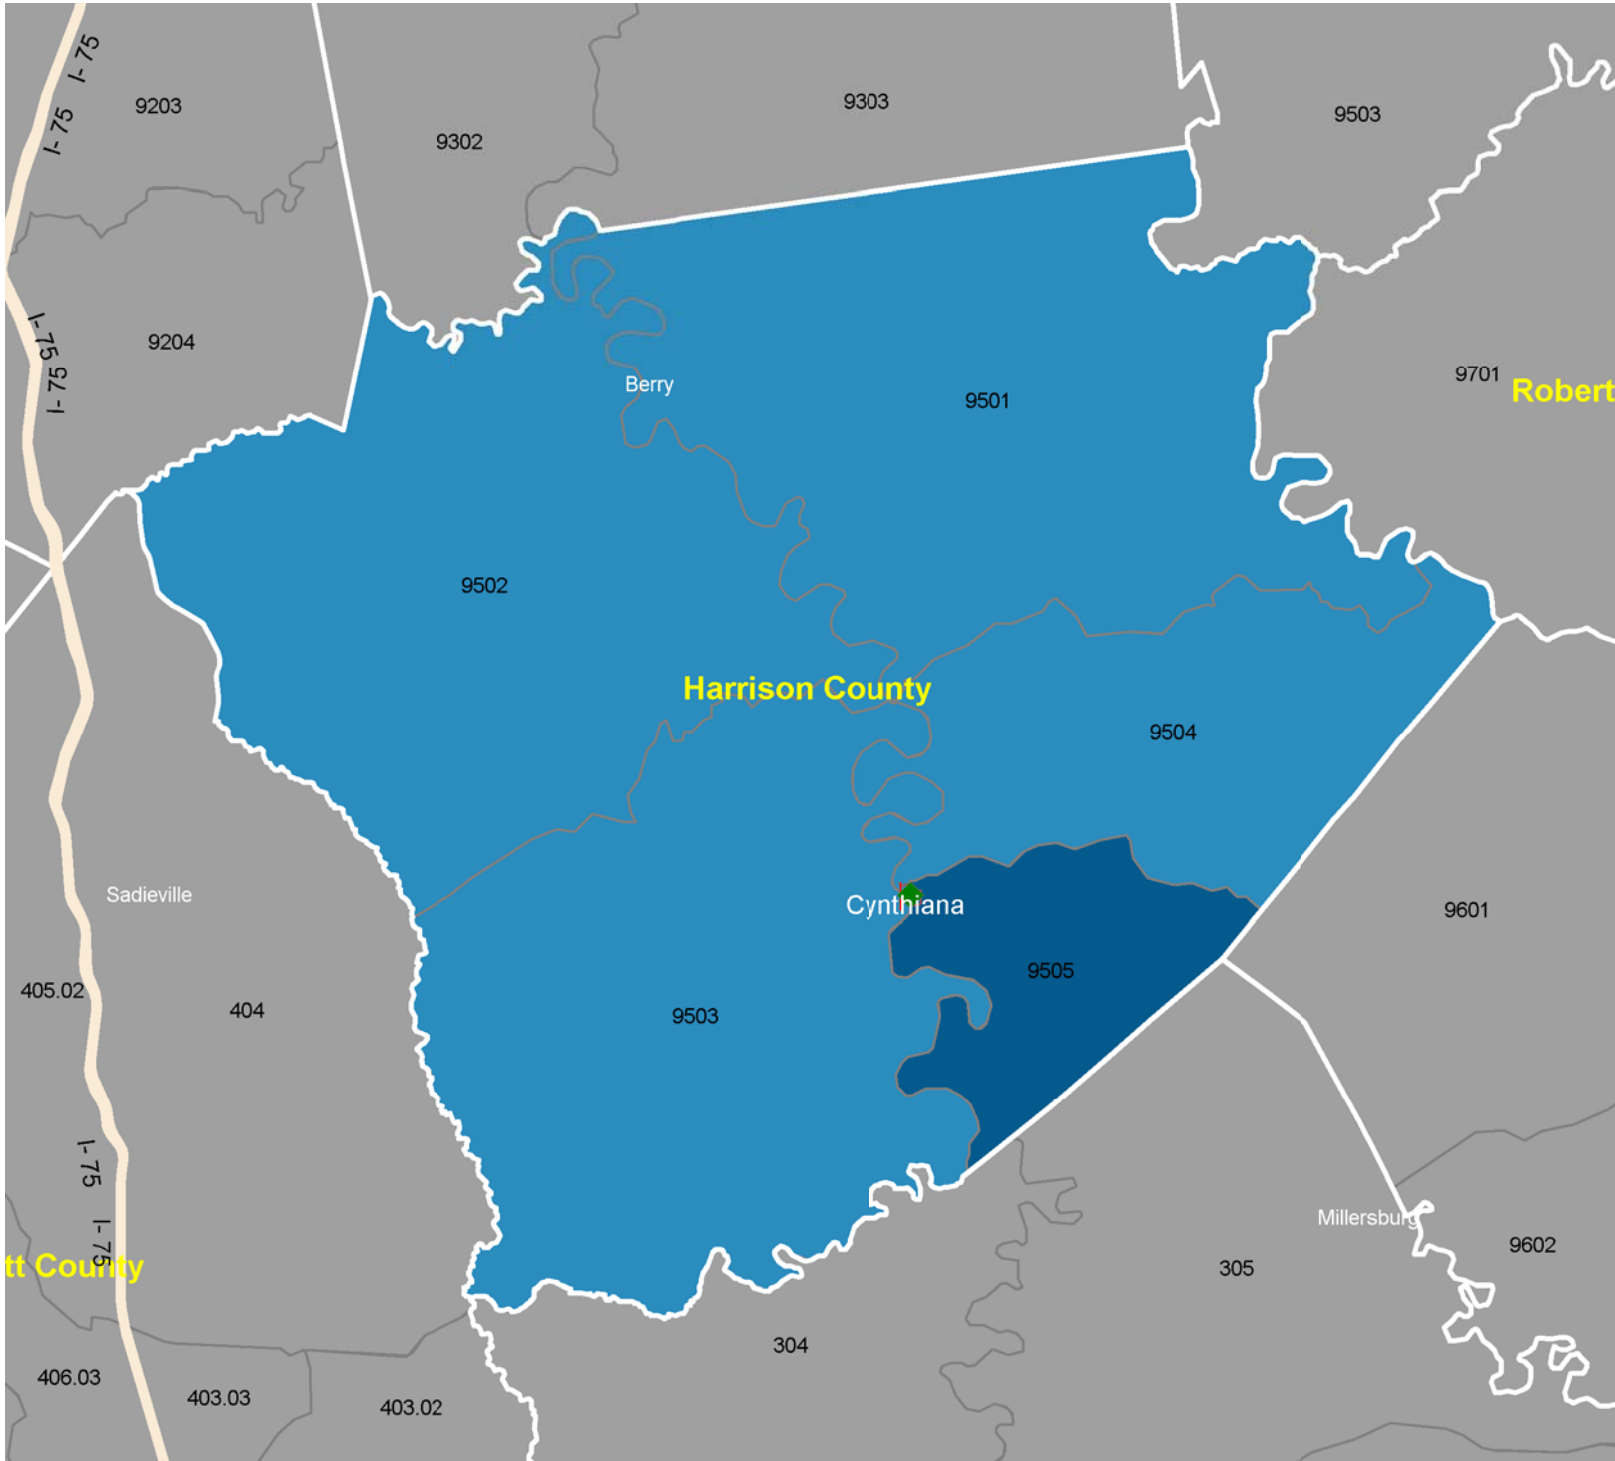 I-75
9303
I-75
9203
9503
9302
9204
I-75
9701
I-75
Berry
Robert
9501
9502
Harrison County
9504
Sadieville
Cynthiana
9601
9505
405.02
404
9503
I-75
Millersburg
I-75
9602
tt County
305
304
406.03
403.03
403.02